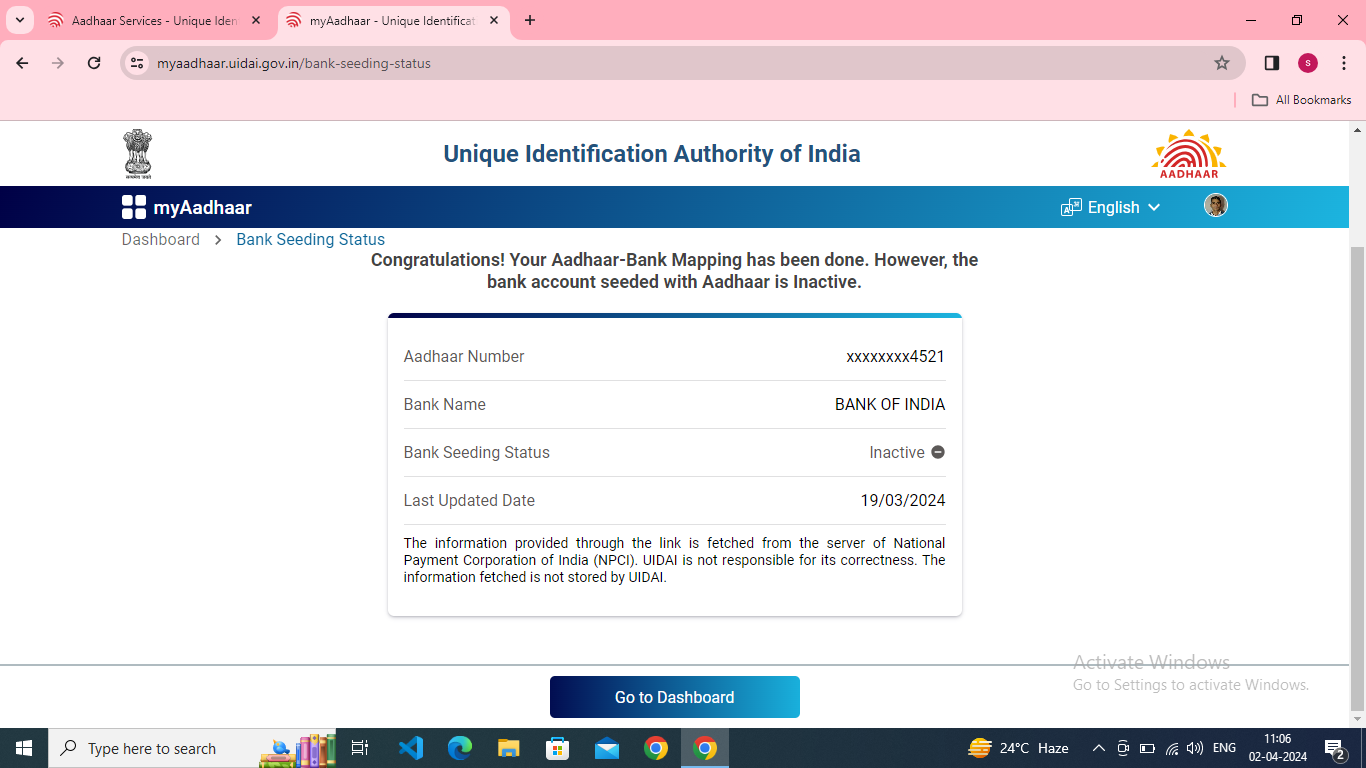 Aadhaar Services - Unique Iden
myAadhaar - Unique Identificat
myaadhaar.uidai.gov.in/bank-seeding-status
s
All Bookmarks
Unique Identification Authority of India
सत्यमेव जयते
AADHAAR
myAadhaar
English
Dashboard > Bank Seeding Status
Congratulations! Your Aadhaar-Bank Mapping has been done. However, the
bank account seeded with Aadhaar is Inactive.
Aadhaar Number xxxxxxxx4521
Bank Name BANK OF INDIA
Bank Seeding Status Inactive
Last Updated Date 19/03/2024
The information provided through the link is fetched from the server of National
Payment Corporation of India (NPCI). UIDAI is not responsible for its correctness. The
information fetched is not stored by UIDAI.
Activate Windows
Go to Settings to activate Windows.
Go to Dashboard
Type here to search
24°C Haze
ENG
11:06
02-04-2024
2